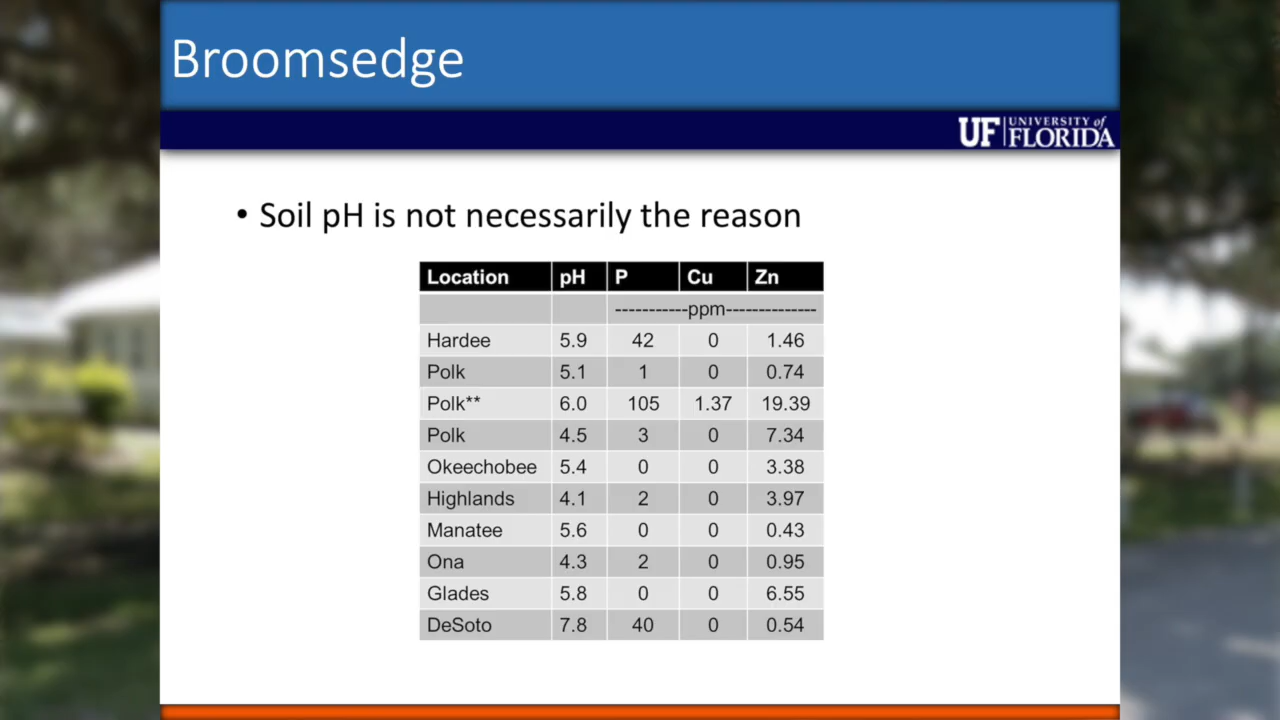 Broomsedge
UF UNIVERSITY of FLORIDA
• Soil pH is not necessarily the reason
Location pH P Cu Zn
-----------ppm--------------
Hardee 5.9 42 0 1.46
Polk 5.1 1 0 0.74
Polk** 6.0 105 1.37 19.39
Polk 4.5 3 0 7.34
Okeechobee 5.4 0 0 3.38
Highlands 4.1 2 0 3.97
Manatee 5.6 0 0 0.43
Ona 4.3 2 0 0.95
Glades 5.8 0 0 6.55
DeSoto 7.8 40 0 0.54